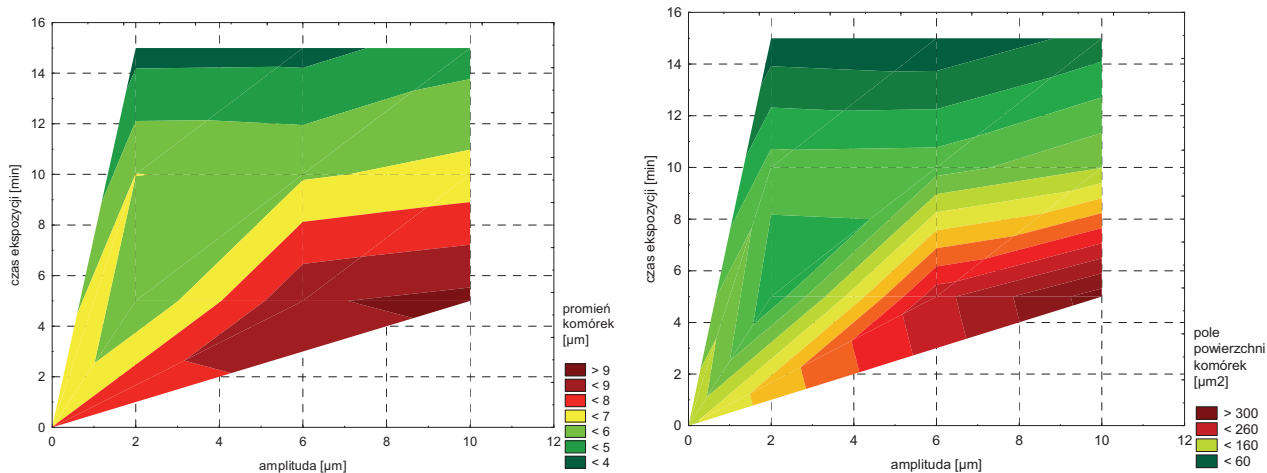 16
14
12
10
8
6
4
2
0
0 2 4 6 8 10 12
czas ekspozycji [min]
amplituda [µm]
promień
komórek
[µm]
> 9
< 9
< 8
< 7
< 6
< 5
< 4
16
14
12
10
8
6
4
2
0
0 2 4 6 8 10 12
czas ekspozycji [min]
amplituda [µm]
pole
powierzchni
komórek
[µm2]
> 300
< 260
< 160
< 60